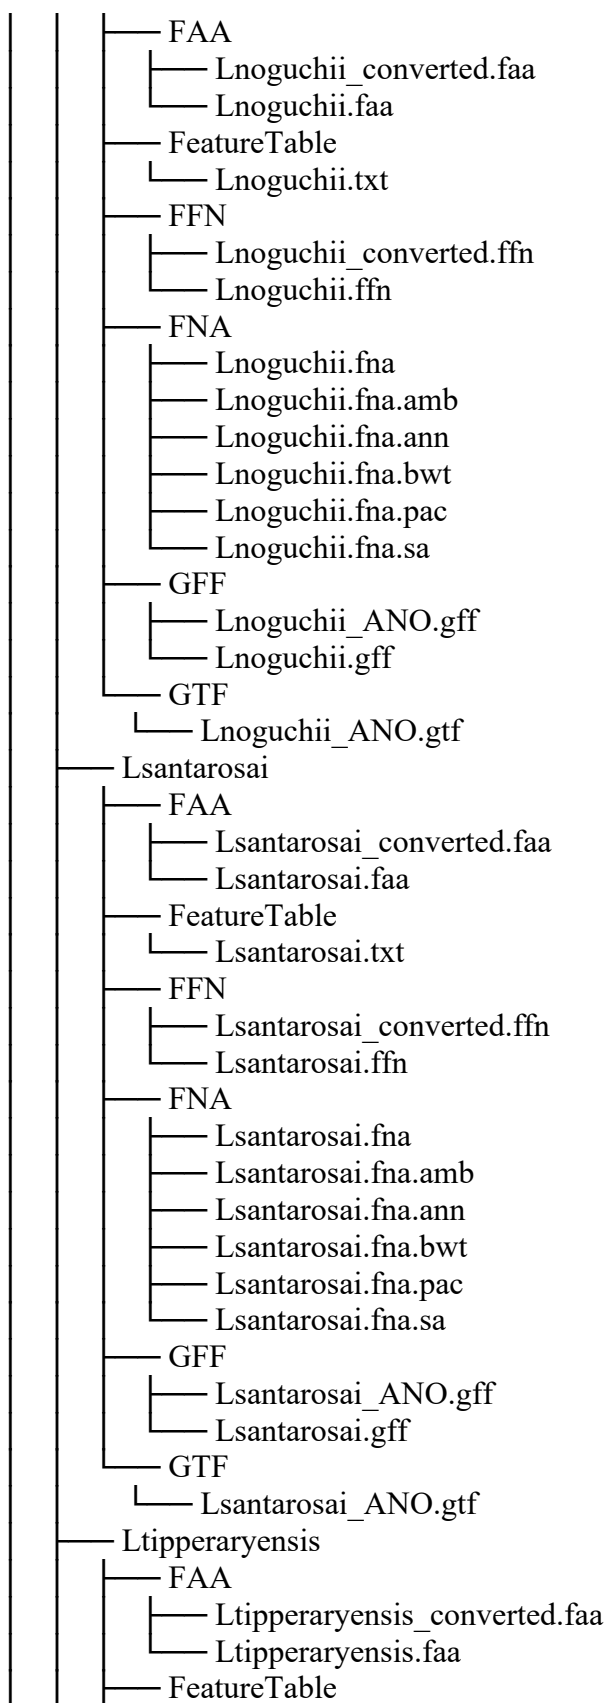 FAA
Lnoguchii_converted.faa
Lnoguchii.faa
FeatureTable
Lnoguchii.txt
FFN
Lnoguchii_converted.ffn
Lnoguchii.ffn
FNA
Lnoguchii.fna
Lnoguchii.fna.amb
Lnoguchii.fna.ann
Lnoguchii.fna.bwt
Lnoguchii.fna.pac
Lnoguchii.fna.sa
GFF
Lnoguchii_ANO.gff
Lnoguchii.gff
GTF
Lnoguchii_ANO.gtf
Lsantarosai
FAA
Lsantarosai_converted.faa
Lsantarosai.faa
FeatureTable
Lsantarosai.txt
FFN
Lsantarosai_converted.ffn
Lsantarosai.ffn
FNA
Lsantarosai.fna
Lsantarosai.fna.amb
Lsantarosai.fna.ann
Lsantarosai.fna.bwt
Lsantarosai.fna.pac
Lsantarosai.fna.sa
GFF
Lsantarosai_ANO.gff
Lsantarosai.gff
GTF
Lsantarosai_ANO.gtf
Ltipperaryensis
FAA
Ltipperaryensis_converted.faa
Ltipperaryensis.faa
FeatureTable